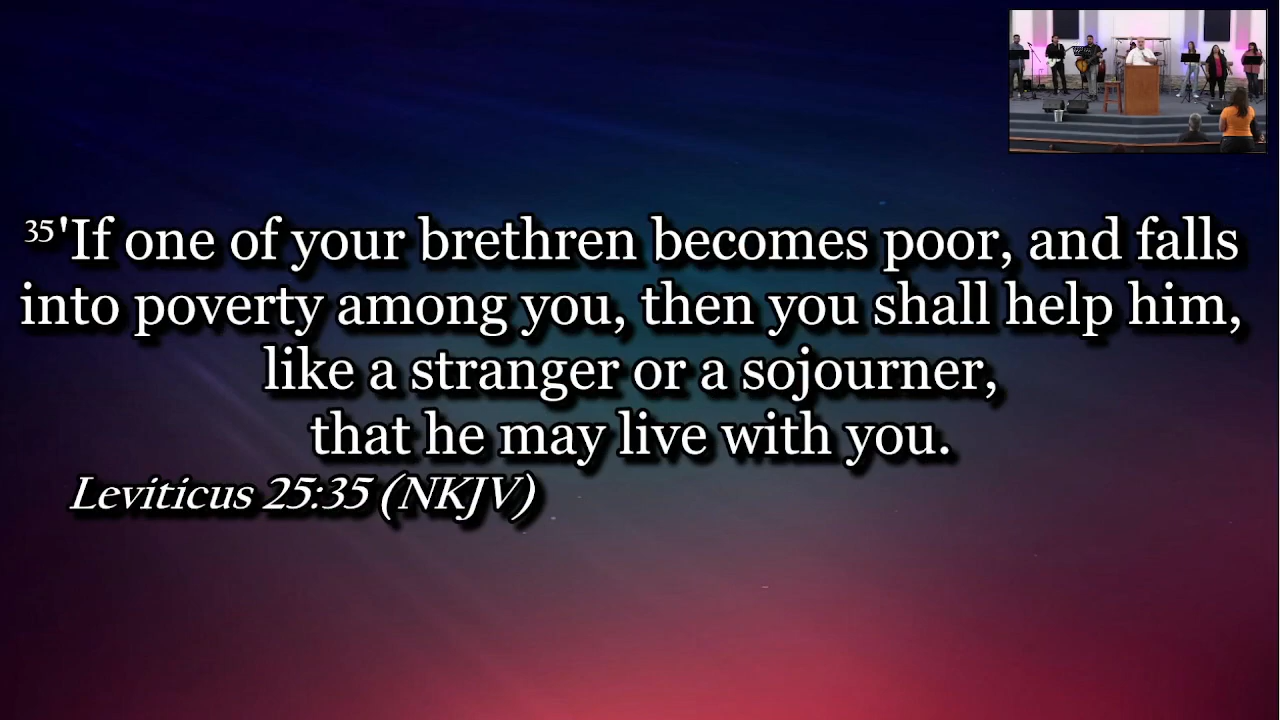 35'If one of your brethren becomes poor, and falls
into poverty among you, then you shall help him,
like a stranger or a sojourner,
that he may live with you.
Leviticus 25:35 (NKJV)